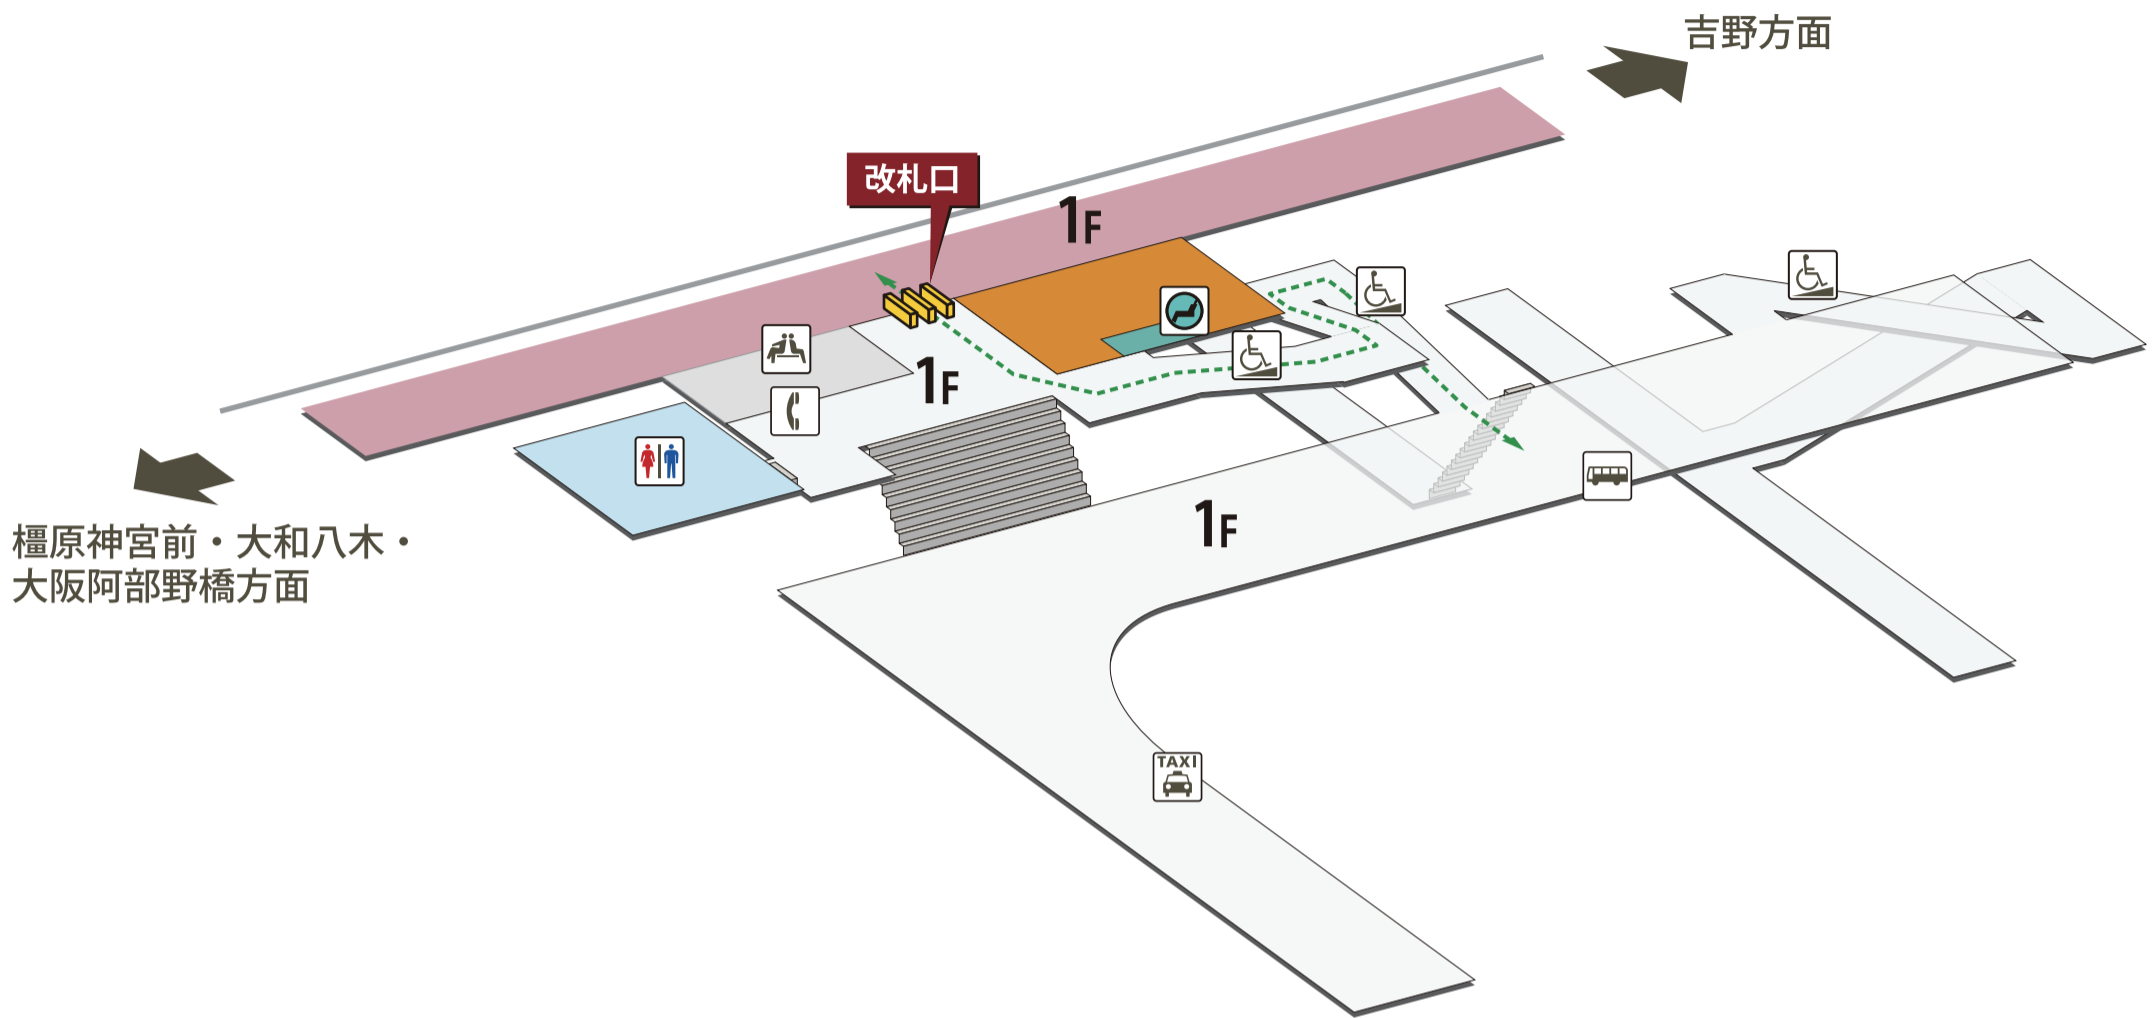 吉野方面
改札口
1F
1F
橿原神宮前・大和八木・
大阪阿部野橋方面
1F
TAXI